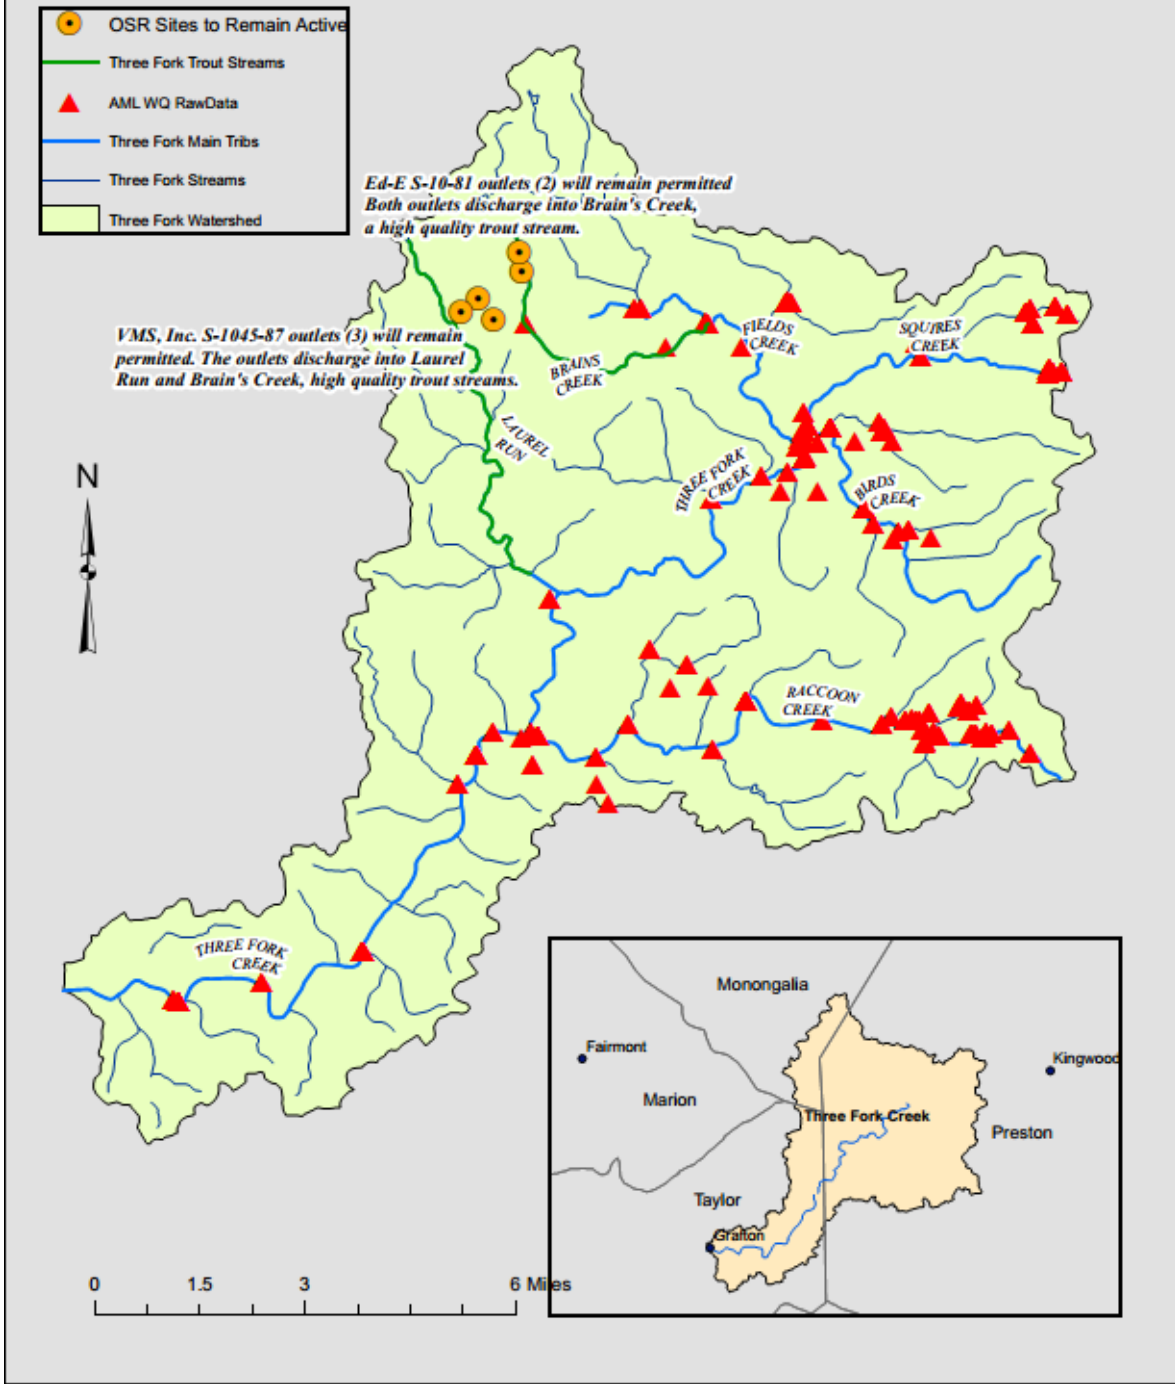 OSR Sites to Remain Active
Three Fork Trout Streams
AML WQ RawData
Three Fork Main Tribs
Three Fork Streams
Three Fork Watershed
Ed-E S-10-81 outlets (2) will remain permitted
Both outlets discharge into Brain's Creek,
a high quality trout stream.
VMS, Inc. S-1045-87 outlets (3) will remain
permitted. The outlets discharge into Laurel
Run and Brain's Creek, high quality trout streams.
FIELDS
CREEK
SQUIRES
CREEK
BRAINS
CREEK
LAUREL
RUN
THREE FORK
CREEK
BIRDS
CREEK
N
RACCOON
CREEK
THREE FORK
CREEK
Monongalia
Fairmont
Kingwood
Marion
Three Fork Creek
Preston
Taylor
Grafton
0 1.5 3 6 Miles